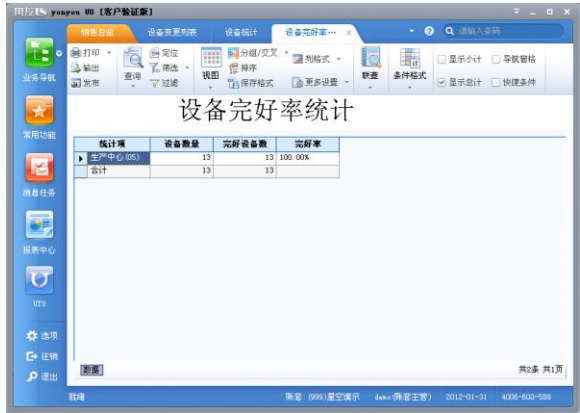 用友U8 yonyou U8 [客户验证版]
销售总监 设备变更列表 设备统计 设备完好率··· × 请输入条码
打印 定位 分组/交叉 列格式 显示小计 导航窗格
输出 查询 筛选 视图 排序 联查 条件格式
发布 过滤 保存格式 更多设置 显示总计 快捷条件
业务导航
常用功能
消息任务
报表中心
UTU
选项
注销
退出
设备完好率统计
统计项 设备数量 完好设备数 完好率
生产中心(05) 13 13 100.00%
合计 13 13
数据 共2条 共1页
就绪 账套:(999)星空演示 demo(账套主管) 2012-01-31 4006-600-588